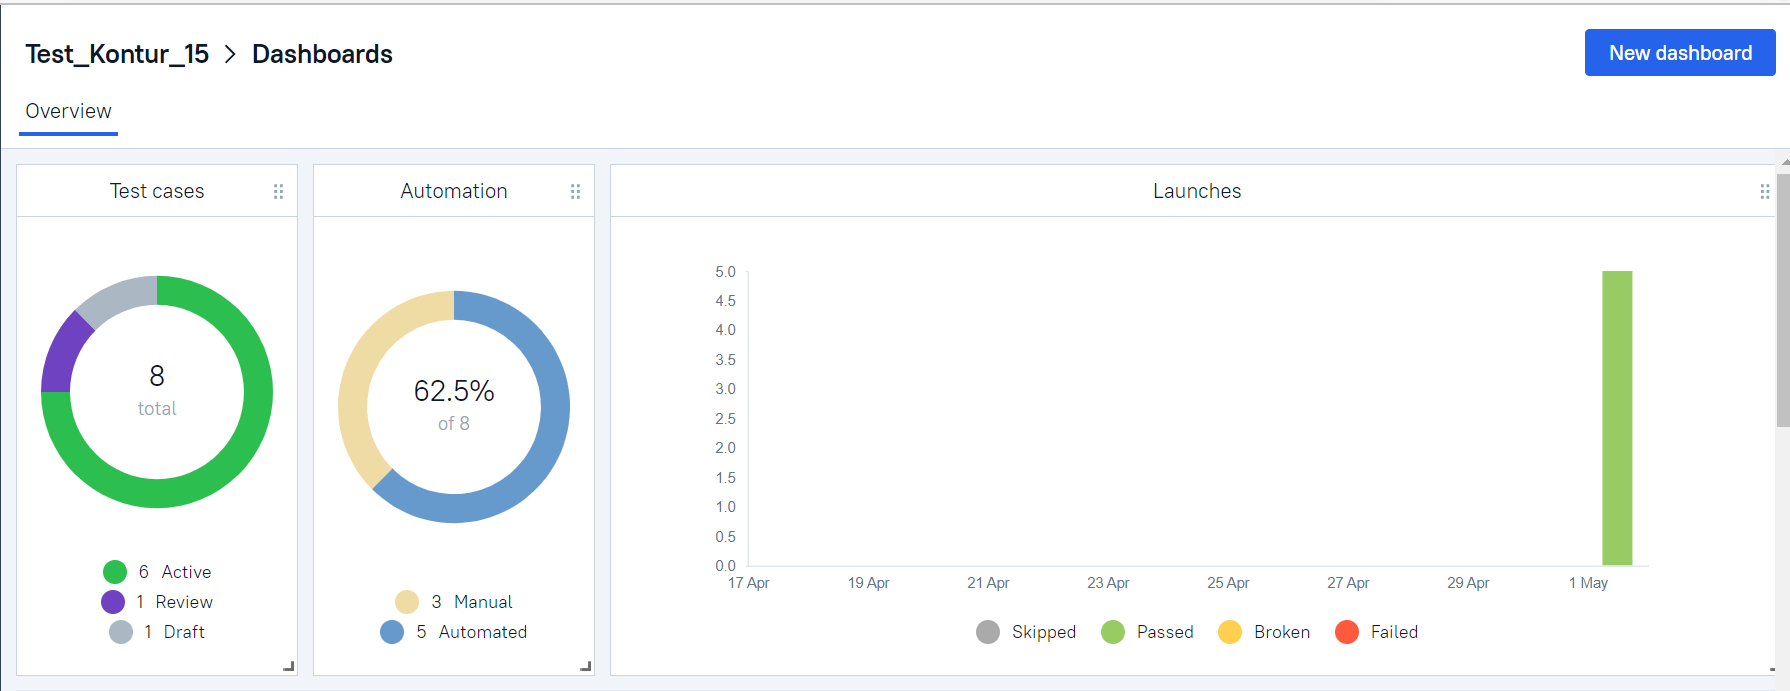 Test_Kontur_15 > Dashboards
New dashboard
Overview
Test cases
8
total
6 Active
1 Review
1 Draft
Automation
62.5%
of 8
3 Manual
5 Automated
Launches
5.0
4.5
4.0
3.5
3.0
2.5
2.0
1.5
1.0
0.5
0.0
17 Apr 19 Apr 21 Apr 23 Apr 25 Apr 27 Apr 29 Apr 1 May
Skipped Passed Broken Failed